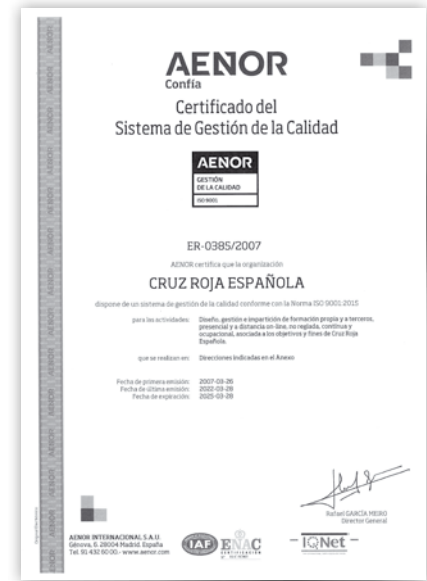 AENOR
Confía
Certificado del
Sistema de Gestión de la Calidad
AENOR
GESTIÓN
DE LA CALIDAD
ISO 9001
ER-0385/2007
AENOR certifica que la organización
CRUZ ROJA ESPAÑOLA
dispone de un sistema de gestión de la calidad conforme con la Norma ISO 9001:2015
para las actividades: Diseño, gestión e impartición de formación propia y a terceros,
presencial y a distancia on-line, no reglada, continua y
ocupacional, asociada a los objetivos y fines de Cruz Roja
Española.
que se realizan en: Direcciones indicadas en el Anexo
Fecha de primera emisión: 2007-03-26
Fecha de última emisión: 2022-03-28
Fecha de expiración: 2025-03-28
Rafael GARCÍA MEIRO
Director General
AENOR INTERNACIONAL S.A.U.
Génova, 6. 28004 Madrid. España
Tel. 91 432 60 00.- www.aenor.com
IAF
ENAC
CERTIFICACIÓN
IQNet